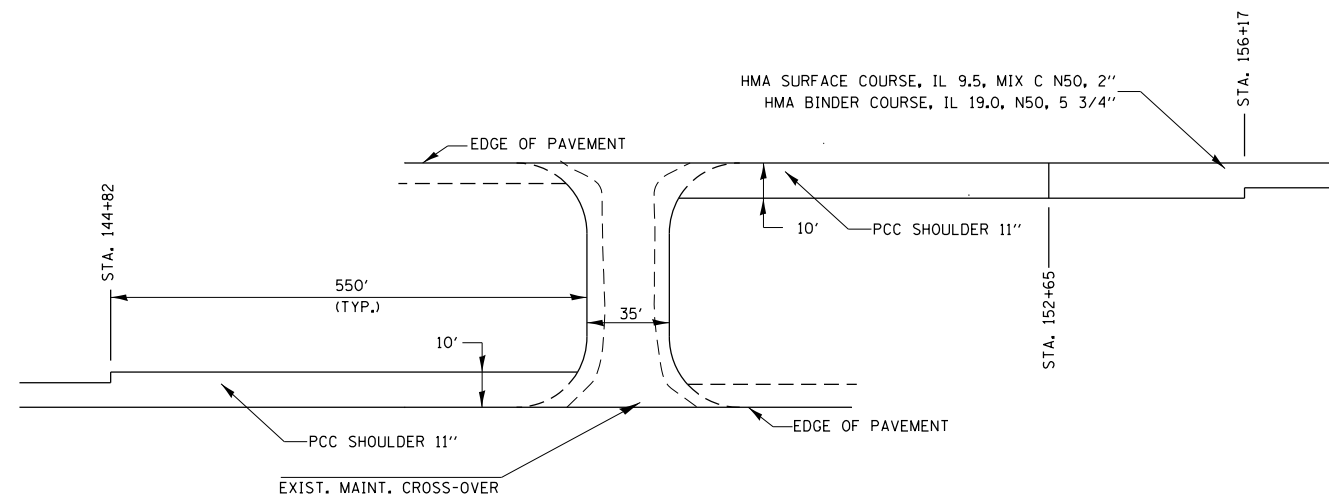 STA. 156+17
HMA SURFACE COURSE, IL 9.5, MIX C N50, 2''
HMA BINDER COURSE, IL 19.0, N50, 5 3/4''
EDGE OF PAVEMENT
STA. 144+82
10'
PCC SHOULDER 11''
550'
(TYP.)
35'
STA. 152+65
10'
EDGE OF PAVEMENT
PCC SHOULDER 11''
EXIST. MAINT. CROSS-OVER